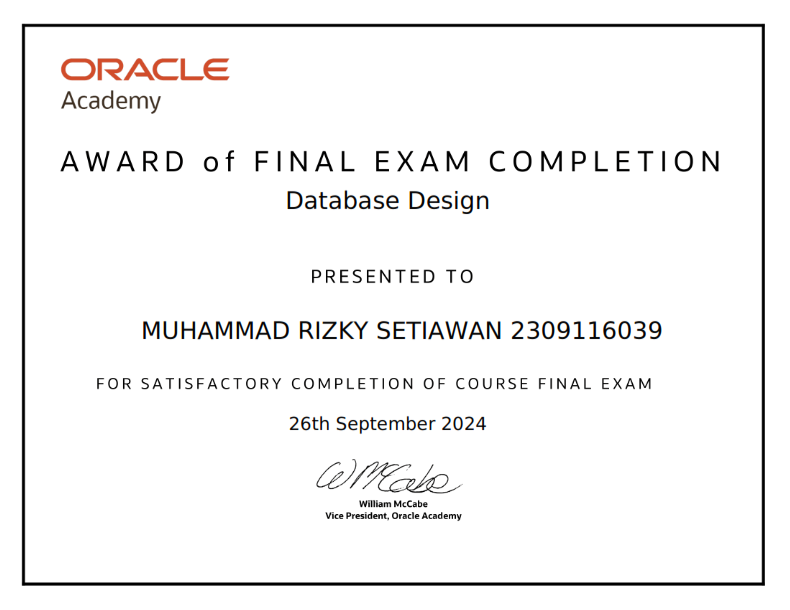 ORACLE
Academy
AWARD of FINAL EXAM COMPLETION
Database Design
PRESENTED TO
MUHAMMAD RIZKY SETIAWAN 2309116039
FOR SATISFACTORY COMPLETION OF COURSE FINAL EXAM
26th September 2024
W McCabe
William McCabe
Vice President, Oracle Academy